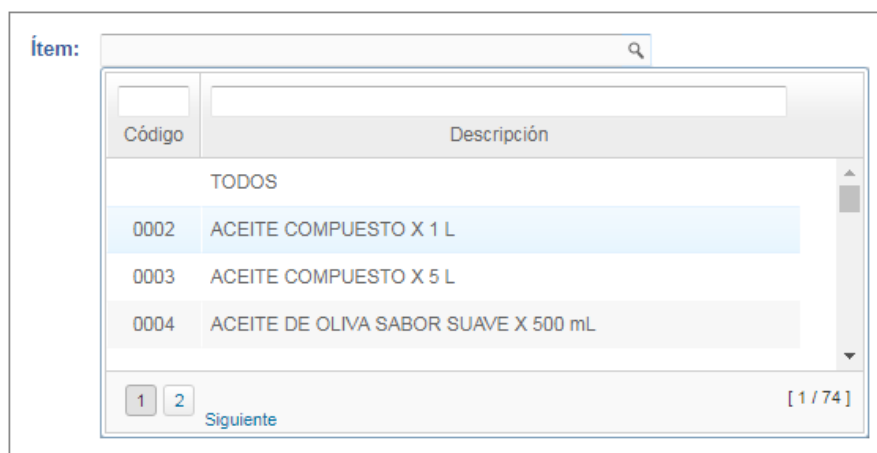 Ítem:
Código Descripción
TODOS
0002 ACEITE COMPUESTO X 1 L
0003 ACEITE COMPUESTO X 5 L
0004 ACEITE DE OLIVA SABOR SUAVE X 500 mL
1 2 Siguiente [ 1 / 74 ]